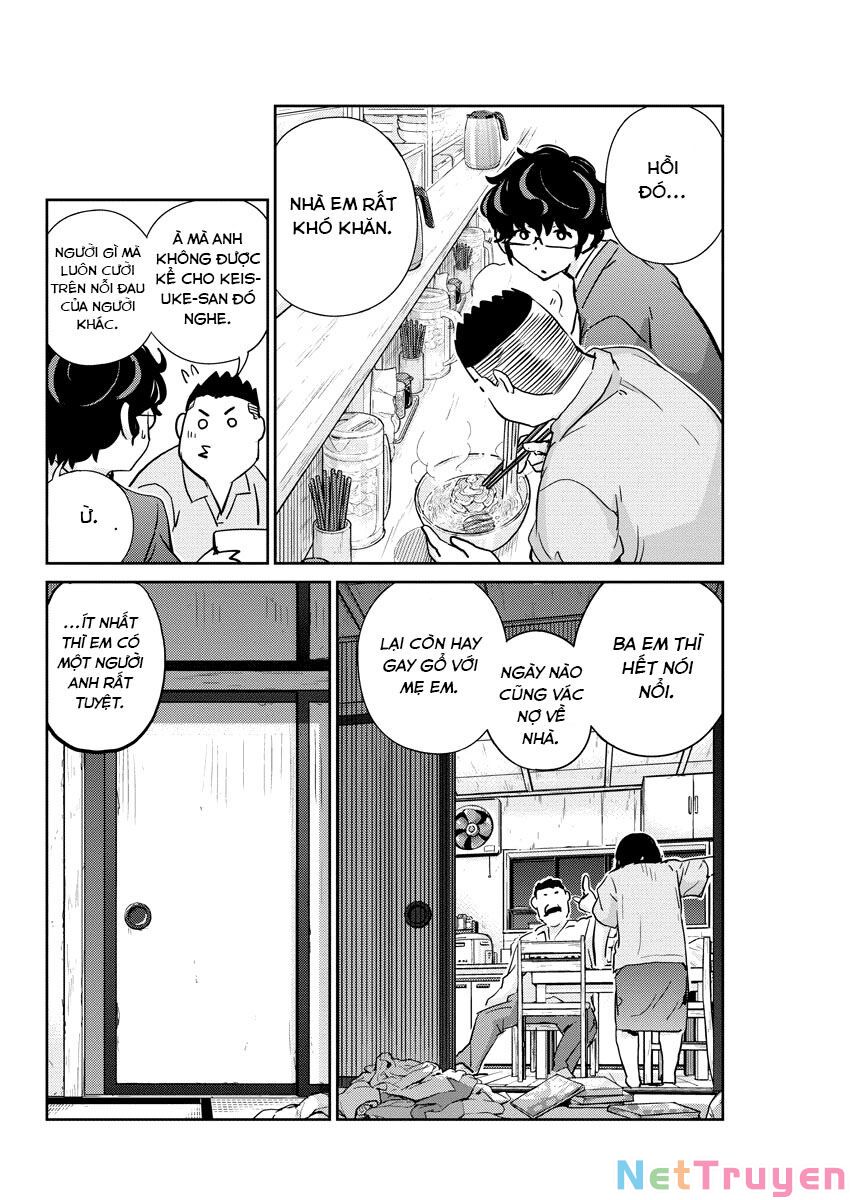 HỒI
ĐÓ...
NHÀ EM RẤT
KHÓ KHĂN.
À MÀ ANH
KHÔNG ĐƯỢC
KỂ CHO KEIS-
UKE-SAN ĐÓ
NGHE.
NGƯỜI GÌ MÀ
LUÔN CƯỜI
TRÊN NỖI ĐAU
CỦA NGƯỜI
KHÁC.
Ừ.
BA EM THÌ
HẾT NÓI
NỔI.
NGÀY NÀO
CŨNG VÁC
NỢ VỀ
NHÀ.
LẠI CÒN HAY
GAY GỔ VỚI
MẸ EM.
...ÍT NHẤT
THÌ EM CÓ
MỘT NGƯỜI
ANH RẤT
TUYỆT.
NetTruyen